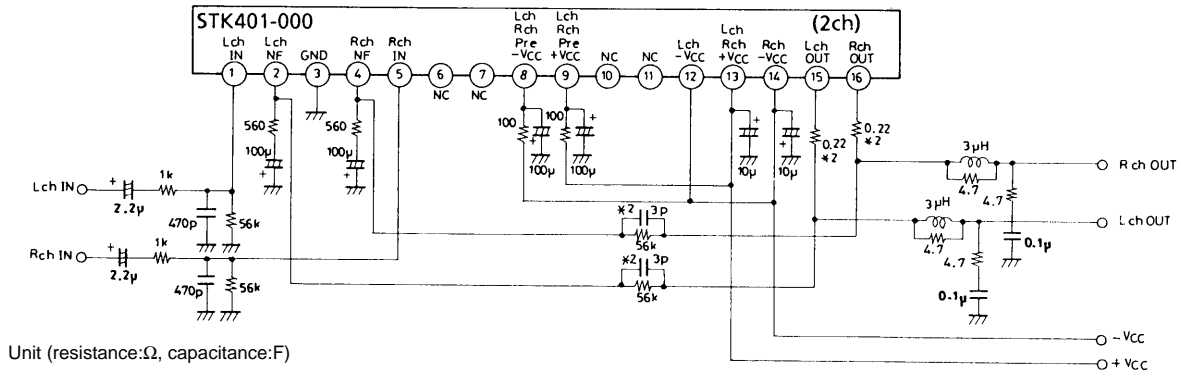 STK401-000 (2ch)
Lch IN
Lch NF
GND
Rch NF
Rch IN
Lch Rch Pre -VCC
Lch Rch Pre +VCC
NC
NC
Lch -VCC
Lch Rch +VCC
Rch -VCC
Lch OUT
Rch OUT
1 2 3 4 5 6 7 8 9 10 11 12 13 14 15 16
NC NC
560 560 100 100 + + + +
0.22 *2 0.22 *2
100μ 100μ + + + 100μ 100μ 10μ 10μ
3μH
Rch OUT
4.7
4.7
Lch IN + 2.2μ 1k
470p 56k
*2 3p
56k
3μH
Lch OUT
4.7
4.7
0.1μ
Rch IN + 2.2μ 1k
470p 56k
*2 3p
56k
0.1μ
-VCC
+VCC
Unit (resistance:Ω, capacitance:F)